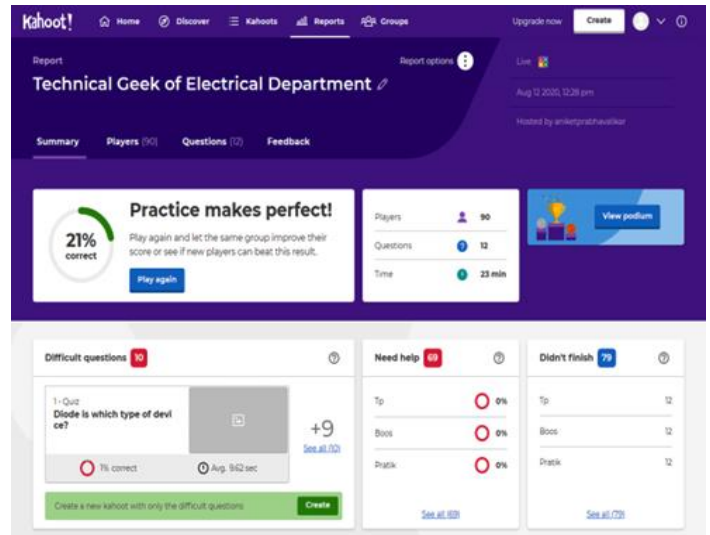 Kahoot! Home Discover Kahoots Reports Groups Upgrade now Create
Report
Report options
Technical Geek of Electrical Department
Live
Aug 12 2020, 12:28 pm
Hosted by aniketprabhavalikar
Summary Players (90) Questions (12) Feedback
Practice makes perfect!
21%
correct
Play again and let the same group improve their
score or see if new players can beat this result.
Play again
Players 90
Questions 12
Time 23 min
View podium
Difficult questions 10
1 - Quiz
Diode is which type of devi
ce?
1% correct
Avg. 9.62 sec
+9
See all (10)
Create a new kahoot with only the difficult questions
Create
Need help 69
Tp 0%
Boos 0%
Pratik 0%
See all (69)
Didn't finish 79
Tp 12
Boos 12
Pratik 12
See all (79)